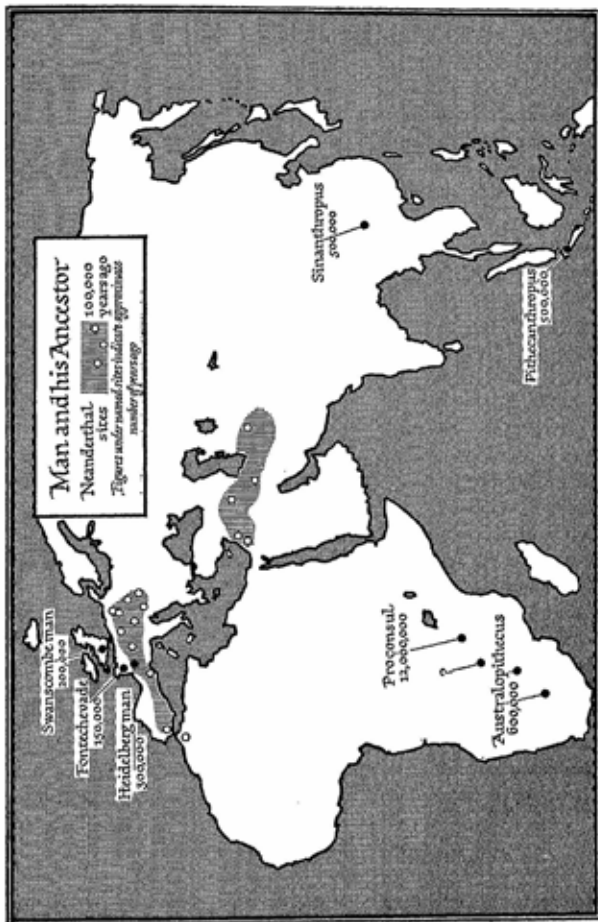 Man and his Ancestor
Neanderthal
sites
100,000
years ago
Figures under named sites indicate approximate
number of years ago
Swanscombe man
200,000
Fontechevade
150,000
Heidelberg man
300,000
Sinanthropus
500,000
Pithecanthropus
500,000
Proconsul
12,000,000
?
Australopithecus
600,000